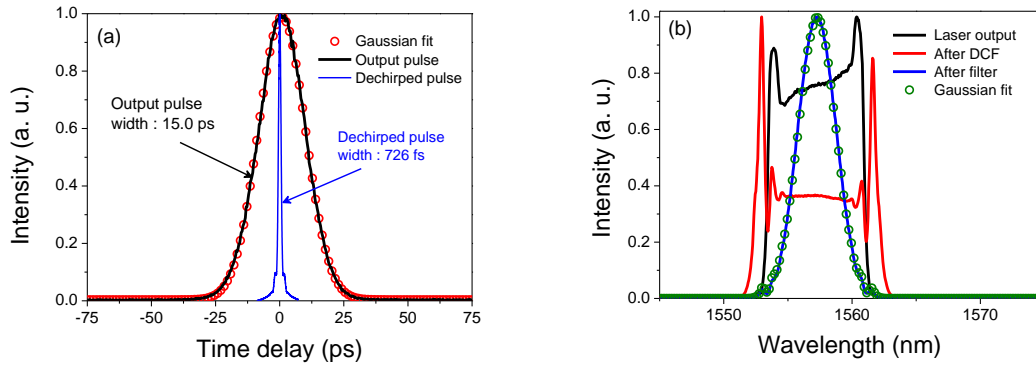 (a)
Gaussian fit
Output pulse
Dechirped pulse
Output pulse
width : 15.0 ps
Dechirped pulse
width : 726 fs
1.0
0.8
0.6
0.4
0.2
0.0
-75
-50
-25
0
25
50
75
Intensity (a. u.)
Time delay (ps)
(b)
Laser output
After DCF
After filter
Gaussian fit
1.0
0.8
0.6
0.4
0.2
0.0
1550
1560
1570
Intensity (a. u.)
Wavelength (nm)